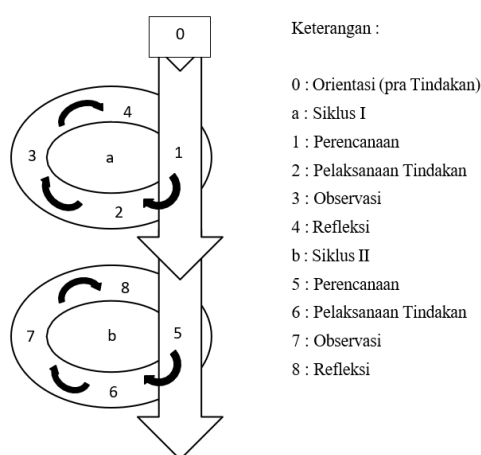 0
4
3
a
1
2
8
7
b
5
6
Keterangan :
0 : Orientasi (pra Tindakan)
a : Siklus I
1 : Perencanaan
2 : Pelaksanaan Tindakan
3 : Observasi
4 : Refleksi
b : Siklus II
5 : Perencanaan
6 : Pelaksanaan Tindakan
7 : Observasi
8 : Refleksi